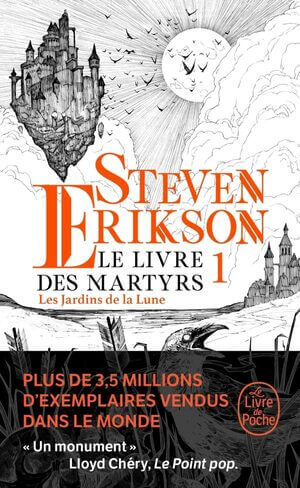 STEVEN
ERIKSON
LE LIVRE
DES MARTYRS 1
Les Jardins de la Lune
PLUS DE 3,5 MILLIONS
D'EXEMPLAIRES VENDUS
DANS LE MONDE
« Un monument »
Lloyd Chéry, Le Point pop.
Le
Livre
de
Poche